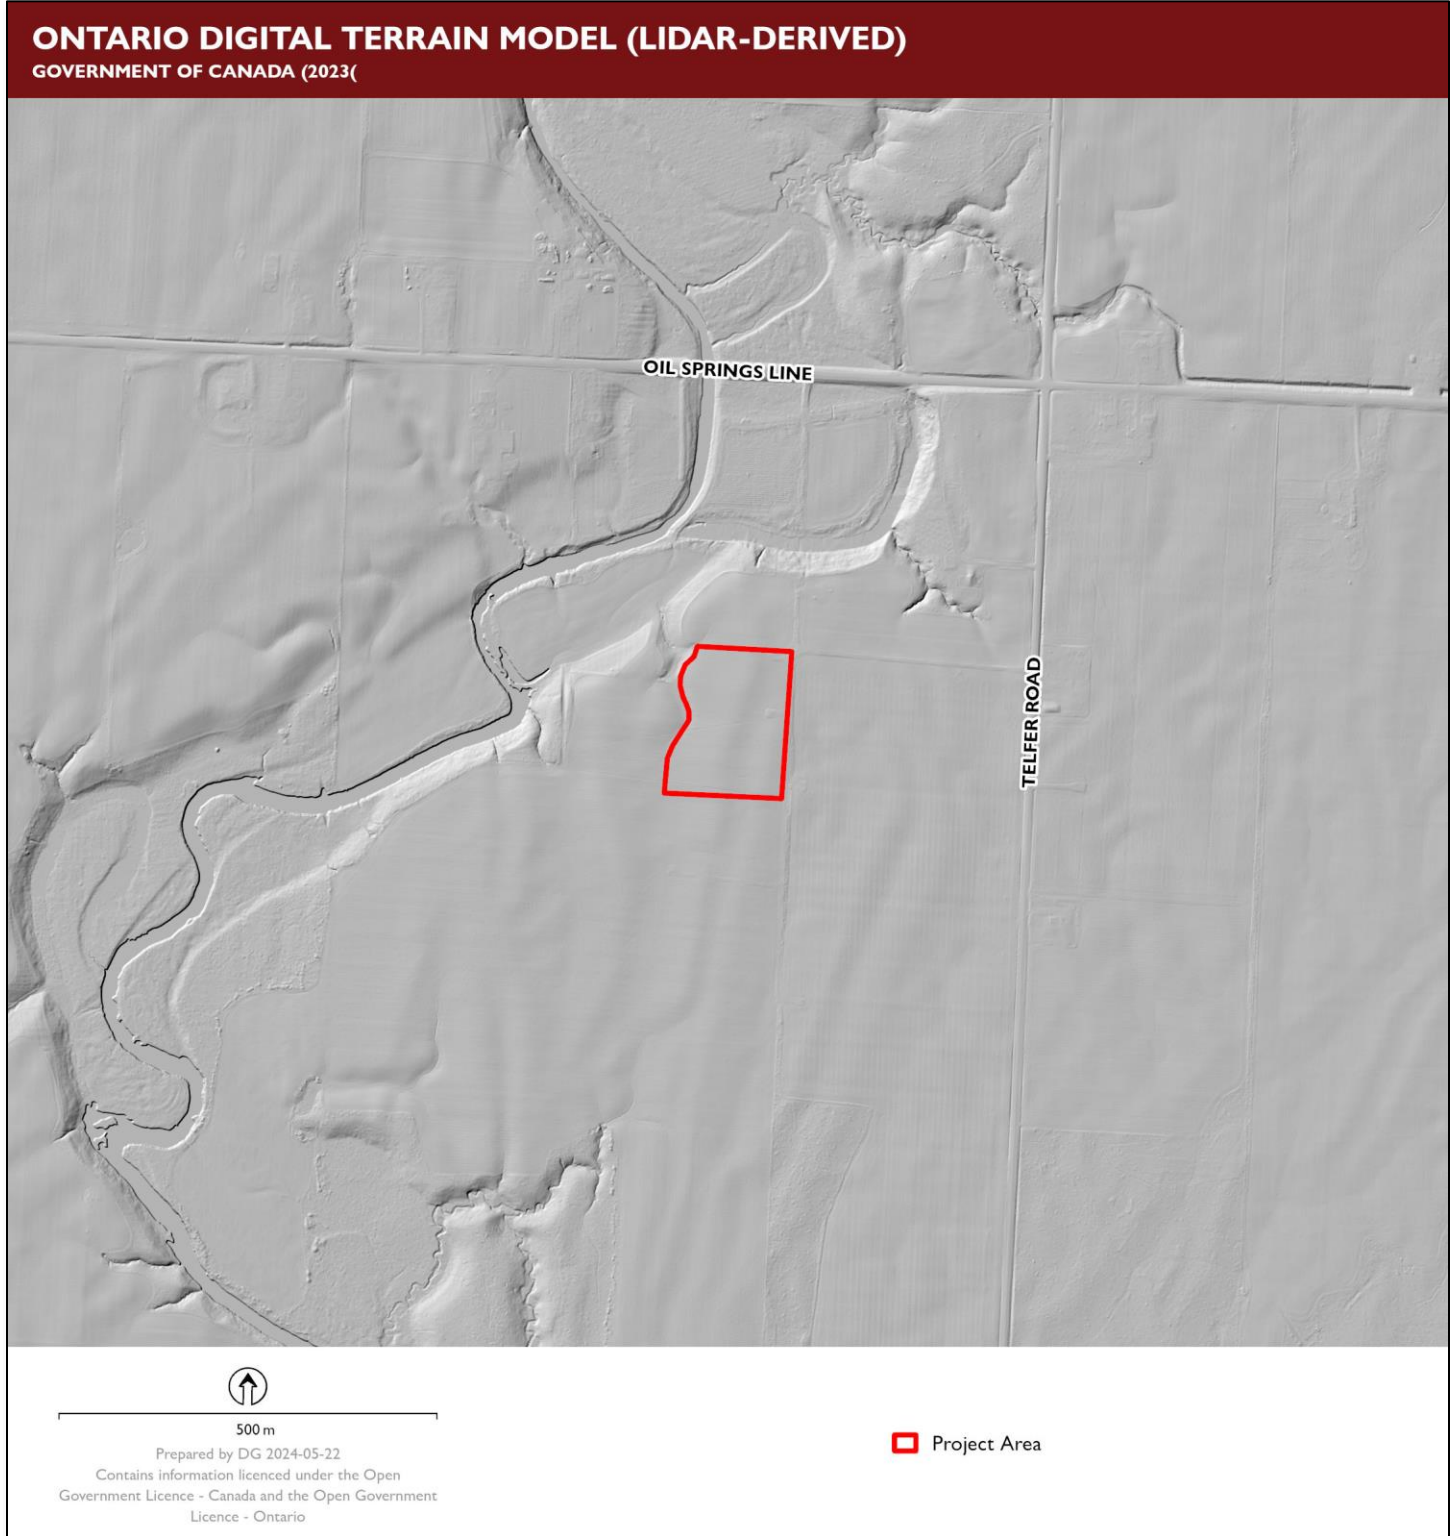 ONTARIO DIGITAL TERRAIN MODEL (LIDAR-DERIVED)
GOVERNMENT OF CANADA (2023(
OIL SPRINGS LINE
TELFER ROAD
500 m
Prepared by DG 2024-05-22
Contains information licenced under the Open
Government Licence - Canada and the Open Government
Licence - Ontario
Project Area